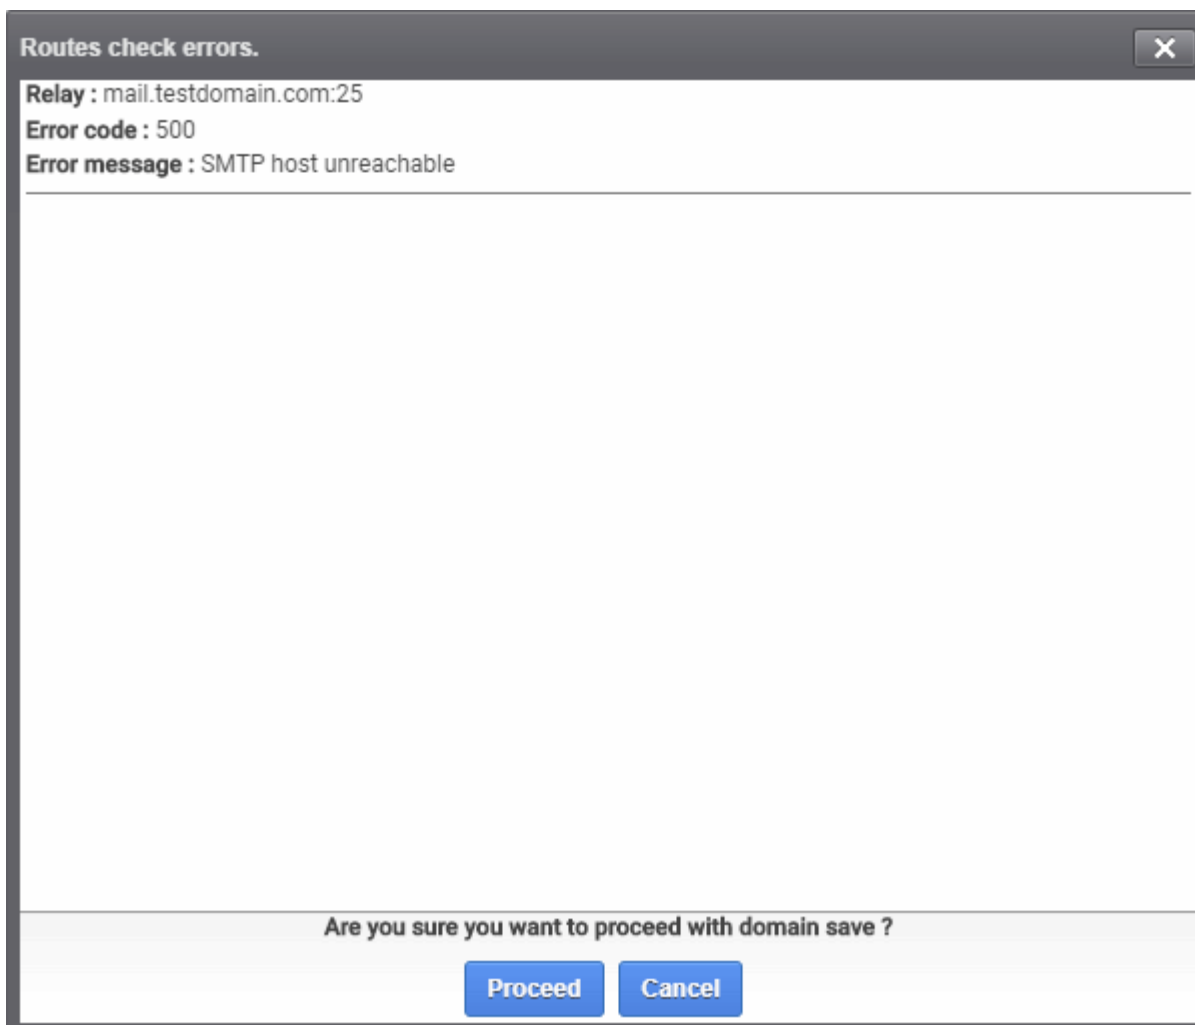 Routes check errors.
Relay : mail.testdomain.com:25
Error code : 500
Error message : SMTP host unreachable
Are you sure you want to proceed with domain save ?
Proceed Cancel